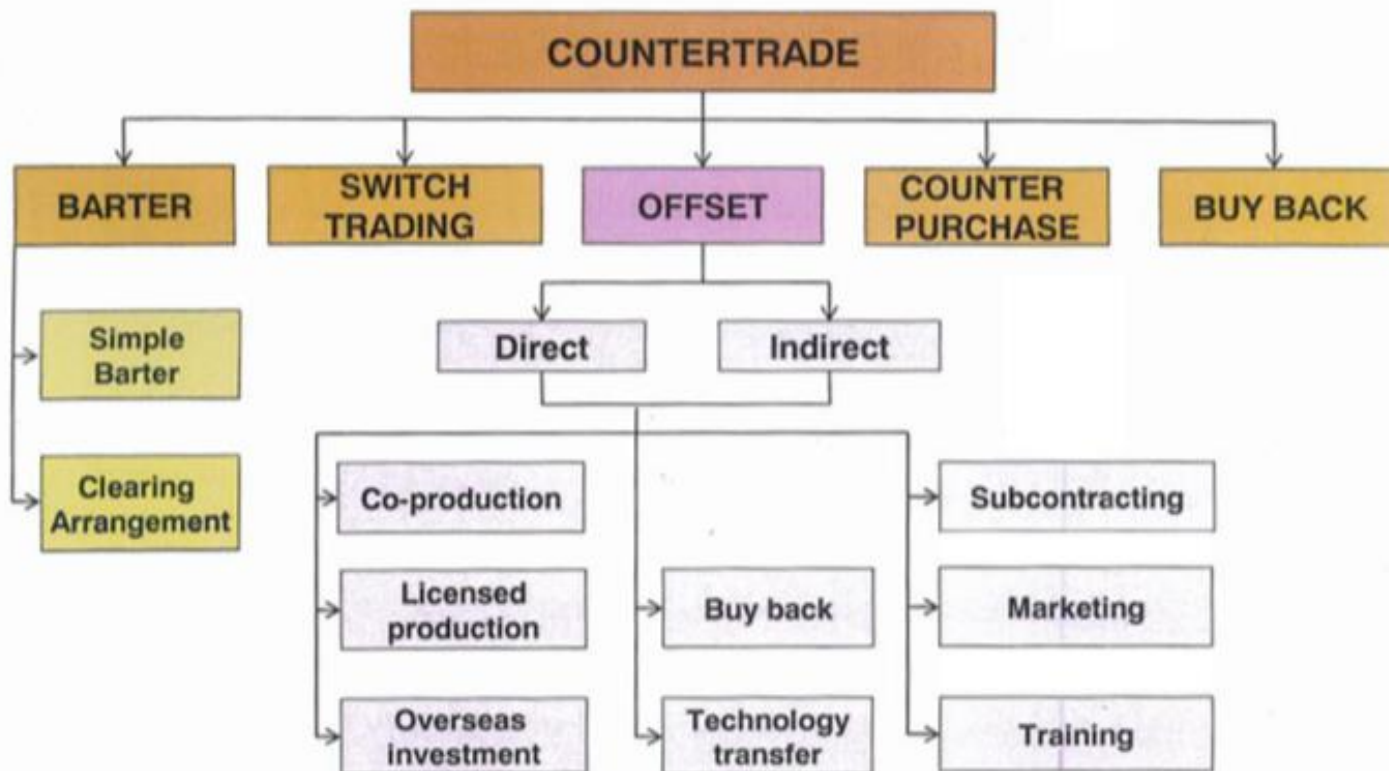 COUNTERTRADE
BARTER
SWITCH
TRADING
OFFSET
COUNTER
PURCHASE
BUY BACK
Simple
Barter
Clearing
Arrangement
Direct
Indirect
Co-production
Licensed
production
Overseas
investment
Buy back
Technology
transfer
Subcontracting
Marketing
Training